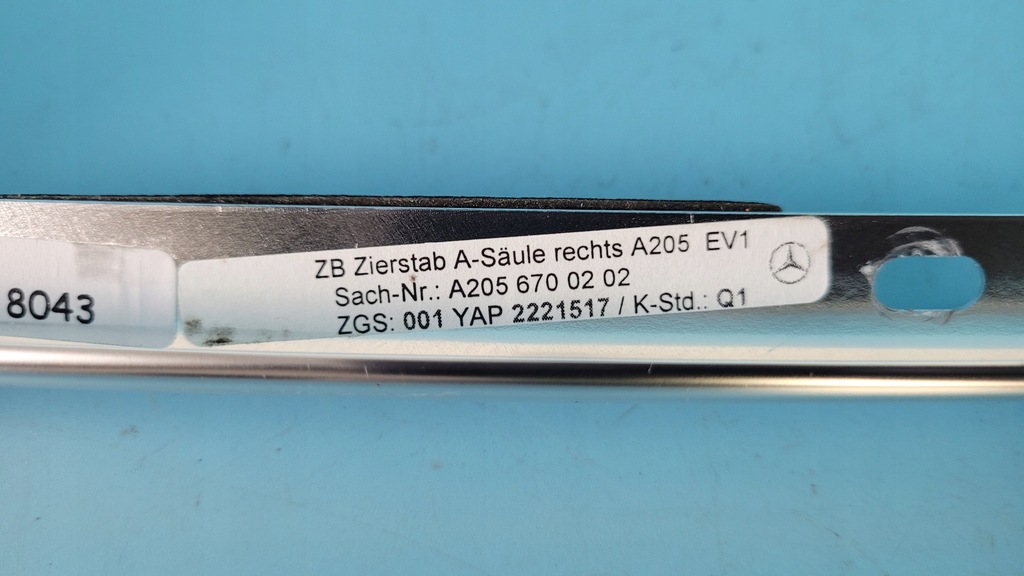 8043
ZB Zierstab A-Säule rechts A205 EV1
Sach-Nr.: A205 670 02 02
ZGS: 001 YAP 2221517 / K-Std.: Q1